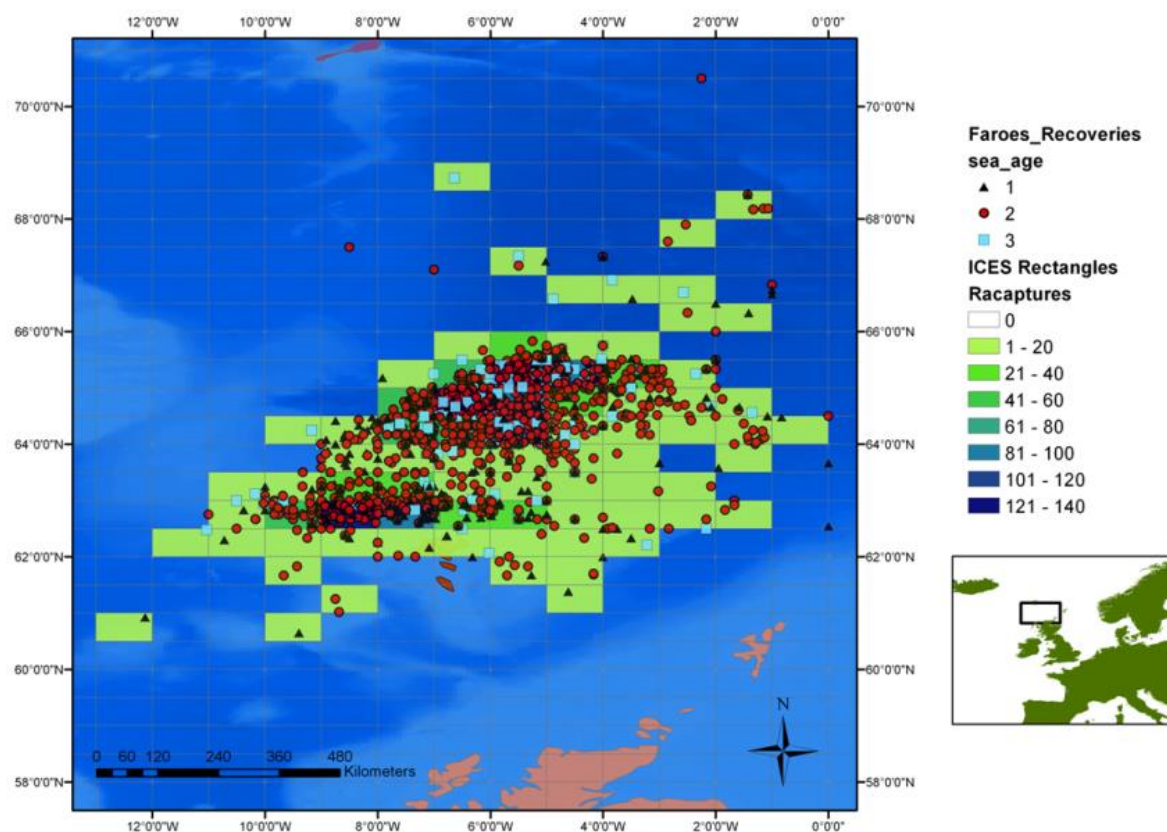 12°0'0"W 10°0'0"W 8°0'0"W 6°0'0"W 4°0'0"W 2°0'0"W 0°0'0"
70°0'0"N 70°0'0"N
68°0'0"N 68°0'0"N
66°0'0"N 66°0'0"N
64°0'0"N 64°0'0"N
62°0'0"N 62°0'0"N
60°0'0"N 60°0'0"N
58°0'0"N 58°0'0"N
N
0 60 120 240 360 480
Kilometers
12°0'0"W 10°0'0"W 8°0'0"W 6°0'0"W 4°0'0"W 2°0'0"W 0°0'0"
Faroes_Recoveries
sea_age
1
2
3
ICES Rectangles
Racaptures
0
1 - 20
21 - 40
41 - 60
61 - 80
81 - 100
101 - 120
121 - 140